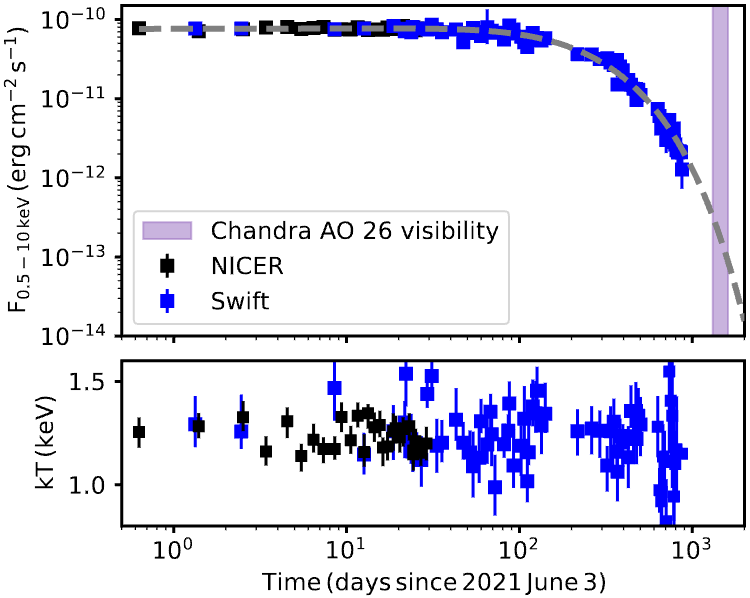 10⁻¹⁰
10⁻¹¹
10⁻¹²
10⁻¹³
10⁻¹⁴
F₀.₅₋₁₀ ₖₑᵥ (erg cm⁻² s⁻¹)
Chandra AO 26 visibility
NICER
Swift
1.5
1.0
kT (keV)
10⁰ 10¹ 10² 10³
Time (days since 2021 June 3)